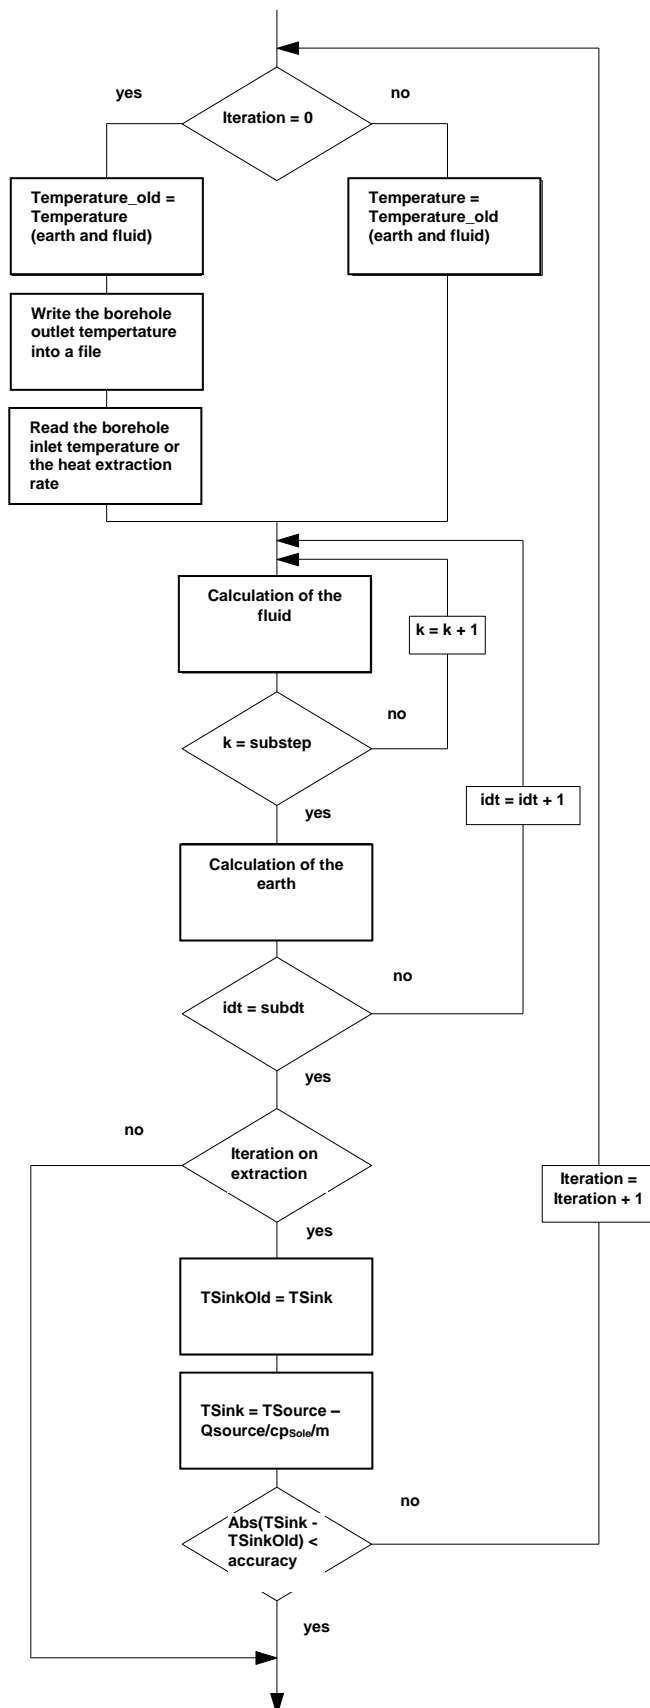 yes
no
Iteration = 0
Temperature_old =
Temperature
(earth and fluid)
Temperature =
Temperature_old
(earth and fluid)
Write the borehole
outlet tempertature
into a file
Read the borehole
inlet temperature or
the heat extraction
rate
Calculation of the
fluid
k = k + 1
no
k = substep
idt = idt + 1
yes
Calculation of the
earth
no
idt = subdt
yes
no
Iteration on
extraction
Iteration =
Iteration + 1
yes
TSinkOld = TSink
TSink = TSource –
Qsource/cpSole/m
no
Abs(TSink -
TSinkOld) <
accuracy
yes